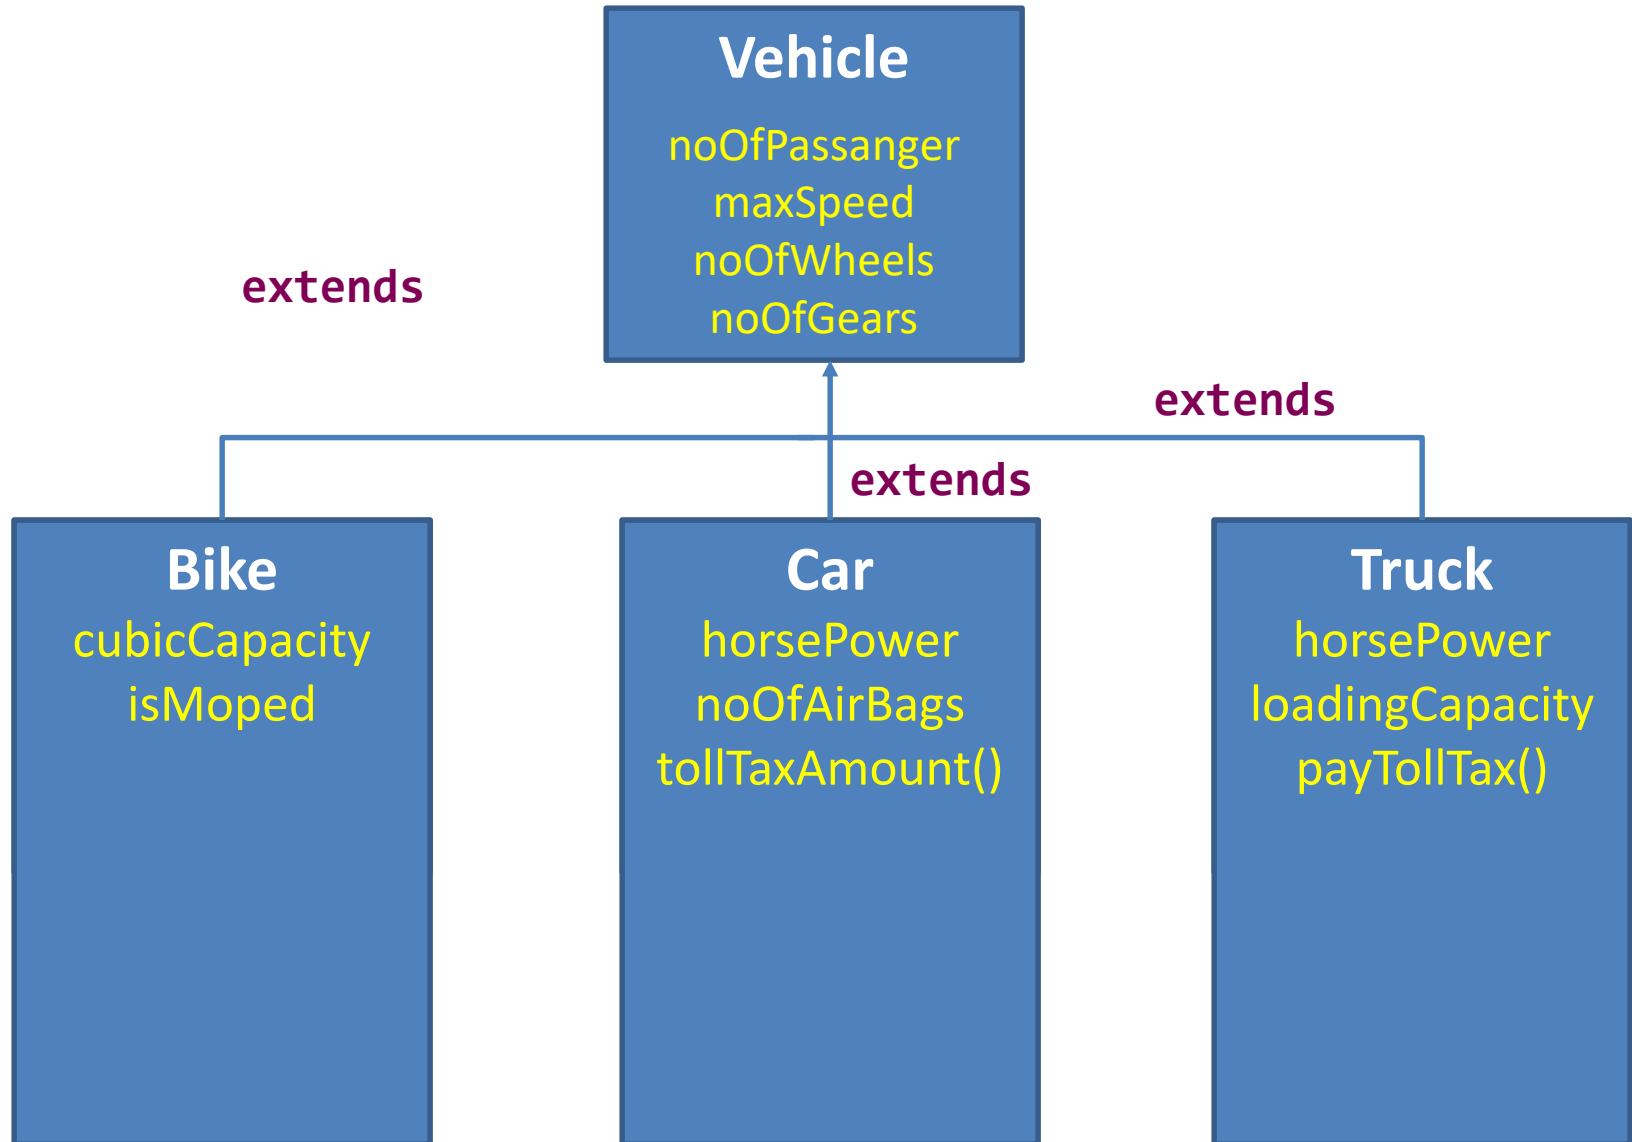 Vehicle
noOfPassanger
maxSpeed
noOfWheels
noOfGears
extends
extends
extends
Bike
cubicCapacity
isMoped
Car
horsePower
noOfAirBags
tollTaxAmount()
Truck
horsePower
loadingCapacity
payTollTax()